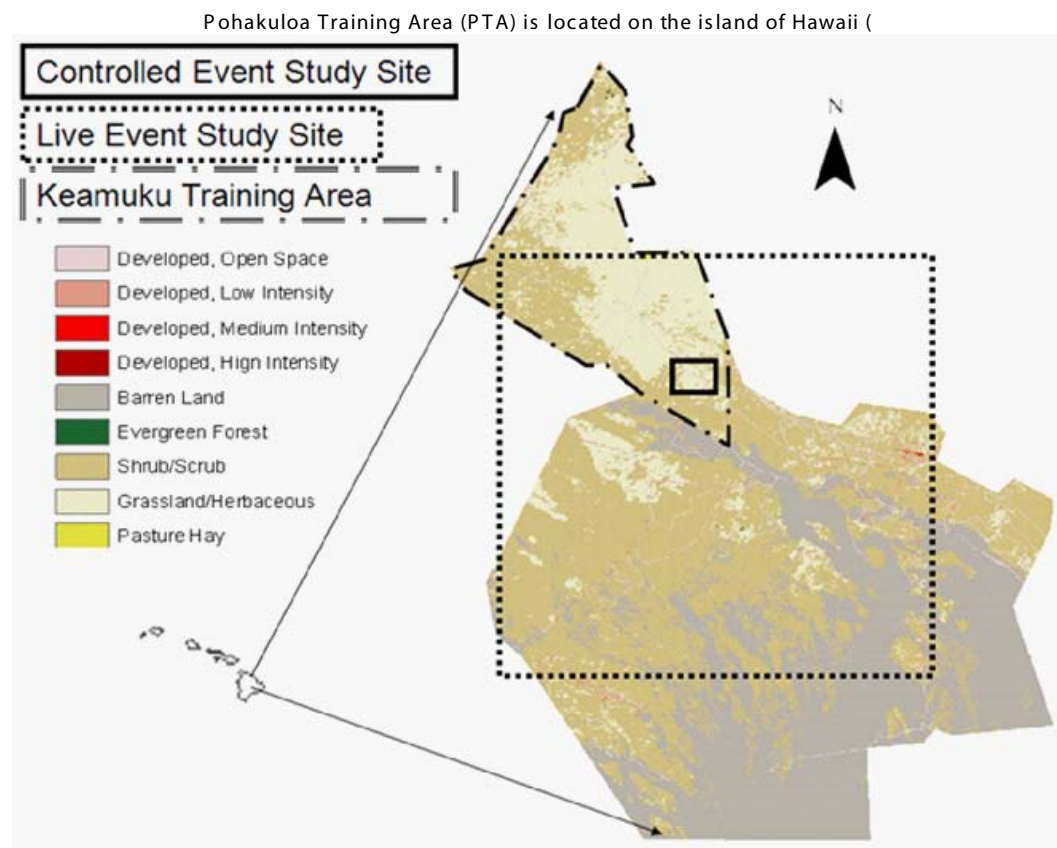 Pohakuloa Training Area (PTA) is located on the island of Hawaii (
Controlled Event Study Site
Live Event Study Site
Keamuku Training Area
N
Developed, Open Space
Developed, Low Intensity
Developed, Medium Intensity
Developed, Hign Intensity
Barren Land
Evergreen Forest
Shrub/Scrub
Grassland/Herbaceous
Pasture Hay